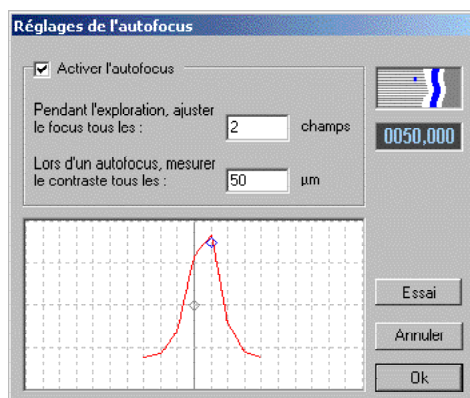 Réglages de l'autofocus
Activer l'autofocus
Pendant l'exploration, ajuster
le focus tous les :
2
champs
Lors d'un autofocus, mesurer
le contraste tous les :
50
µm
0050,000
Essai
Annuler
Ok